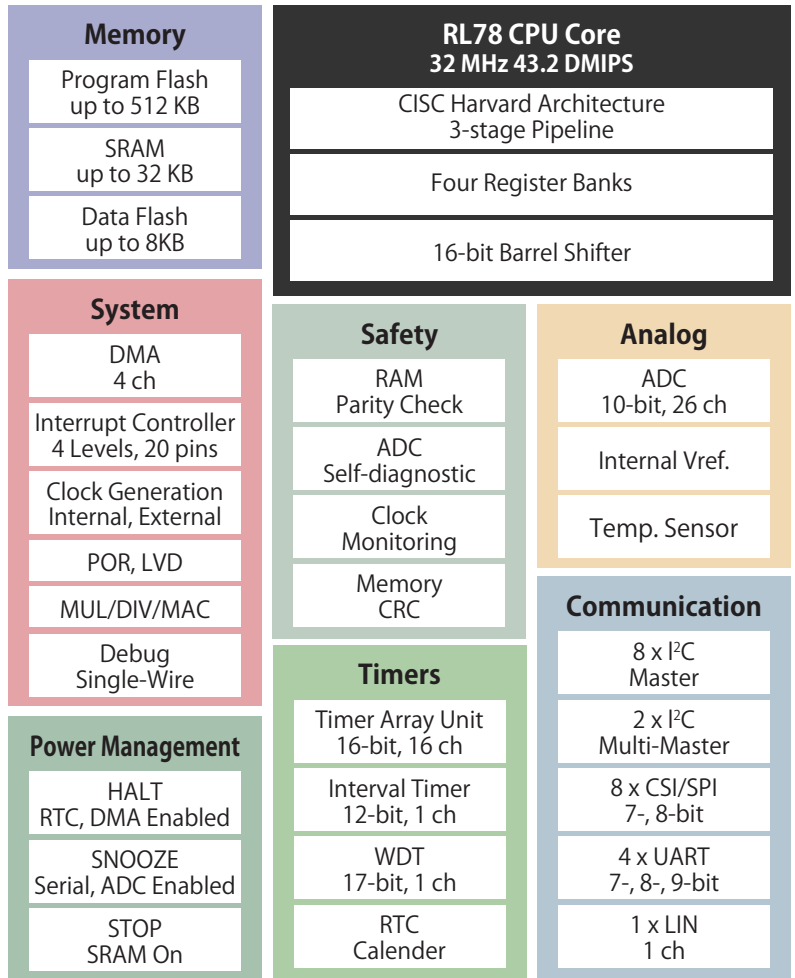 Memory
Program Flash
up to 512 KB
SRAM
up to 32 KB
Data Flash
up to 8KB
RL78 CPU Core
32 MHz 43.2 DMIPS
CISC Harvard Architecture
3-stage Pipeline
Four Register Banks
16-bit Barrel Shifter
System
DMA
4 ch
Interrupt Controller
4 Levels, 20 pins
Clock Generation
Internal, External
POR, LVD
MUL/DIV/MAC
Debug
Single-Wire
Safety
RAM
Parity Check
ADC
Self-diagnostic
Clock
Monitoring
Memory
CRC
Analog
ADC
10-bit, 26 ch
Internal Vref.
Temp. Sensor
Power Management
HALT
RTC, DMA Enabled
SNOOZE
Serial, ADC Enabled
STOP
SRAM On
Timers
Timer Array Unit
16-bit, 16 ch
Interval Timer
12-bit, 1 ch
WDT
17-bit, 1 ch
RTC
Calender
Communication
8 x I²C
Master
2 x I²C
Multi-Master
8 x CSI/SPI
7-, 8-bit
4 x UART
7-, 8-, 9-bit
1 x LIN
1 ch